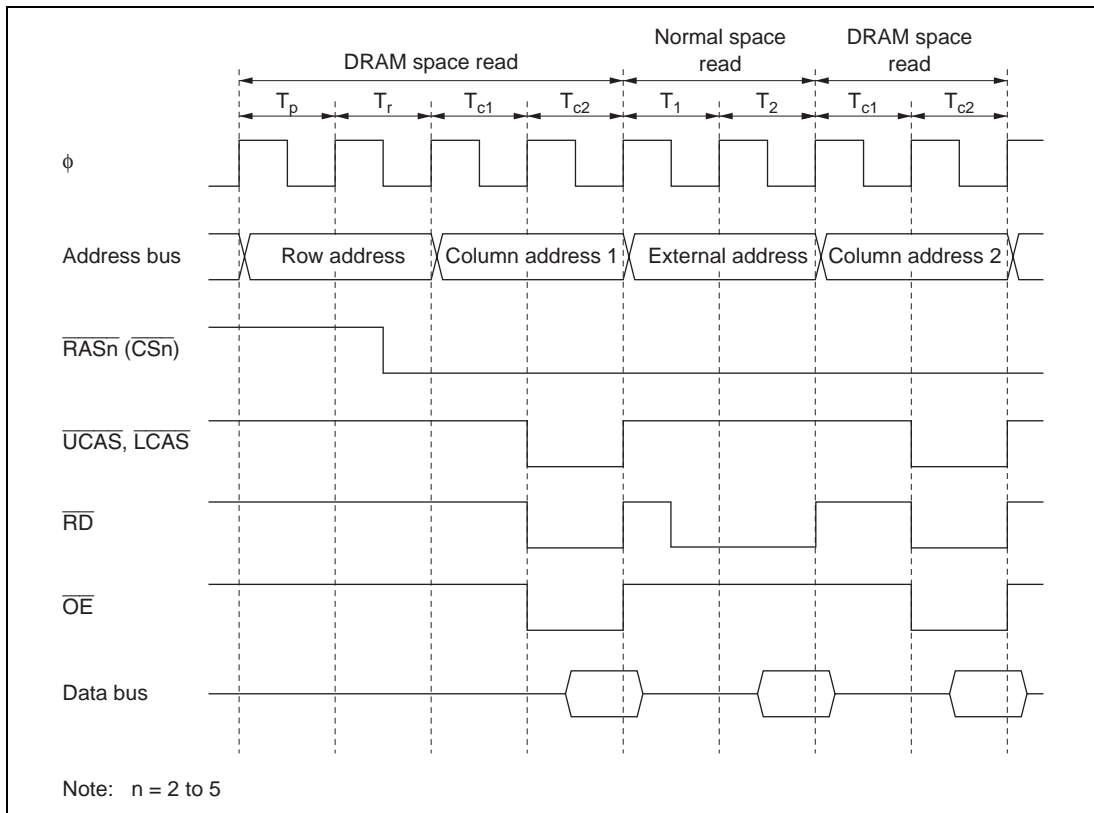 Normal space read
DRAM space read
DRAM space read
Tp Tr Tc1 Tc2 T1 T2 Tc1 Tc2
ϕ
Address bus
Row address Column address 1 External address Column address 2
RASn (CSn)
UCAS, LCAS
RD
OE
Data bus
Note: n = 2 to 5